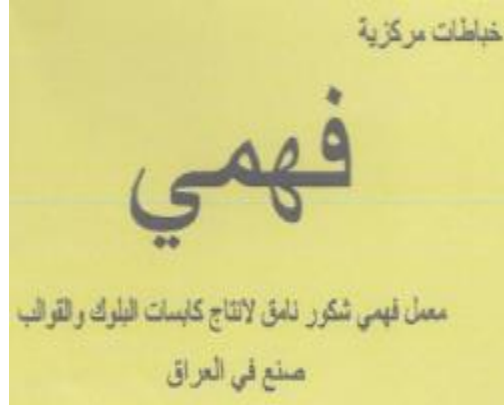 خباطات مركزية
فهمي
معمل فهمي شكور نامق لانتاج كابسات البلوك والقوالب
صنع في العراق